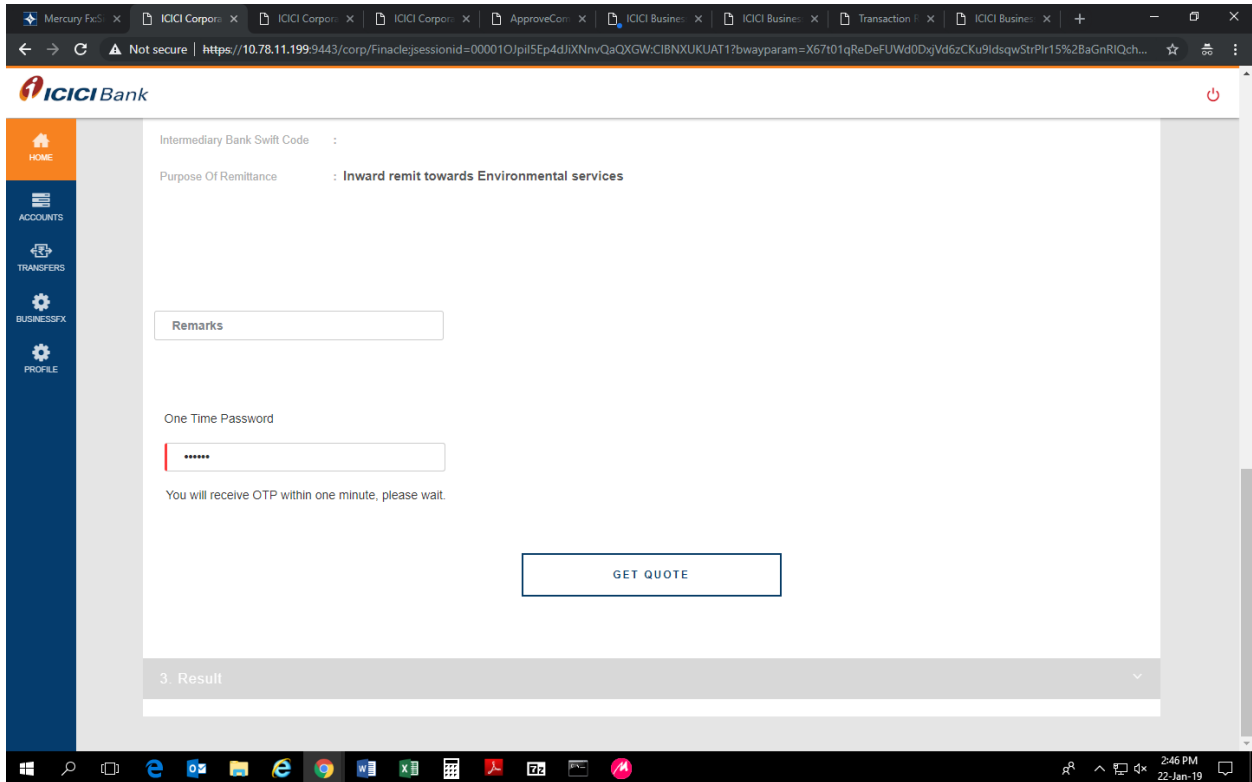 Mercury Fx:S
ICICI Corpora
ICICI Corpora
ICICI Corpora
ApproveCom
ICICI Busines
ICICI Busines
Transaction R
ICICI Busines
Not secure | https://10.78.11.199:9443/corp/Finacle;jsessionid=00001OJpil5Ep4dJiXNnvQaQXGW:CIBNXUKUAT1?bwayparam=X67t01qReDeFUWd0DxjVd6zCKu9IdsqwStrPlr15%2BaGnRIQch...
ICICI Bank
HOME
ACCOUNTS
TRANSFERS
BUSINESSFX
PROFILE
Intermediary Bank Swift Code :
Purpose Of Remittance : Inward remit towards Environmental services
Remarks
One Time Password
••••••
You will receive OTP within one minute, please wait.
GET QUOTE
3. Result
2:46 PM
22-Jan-19